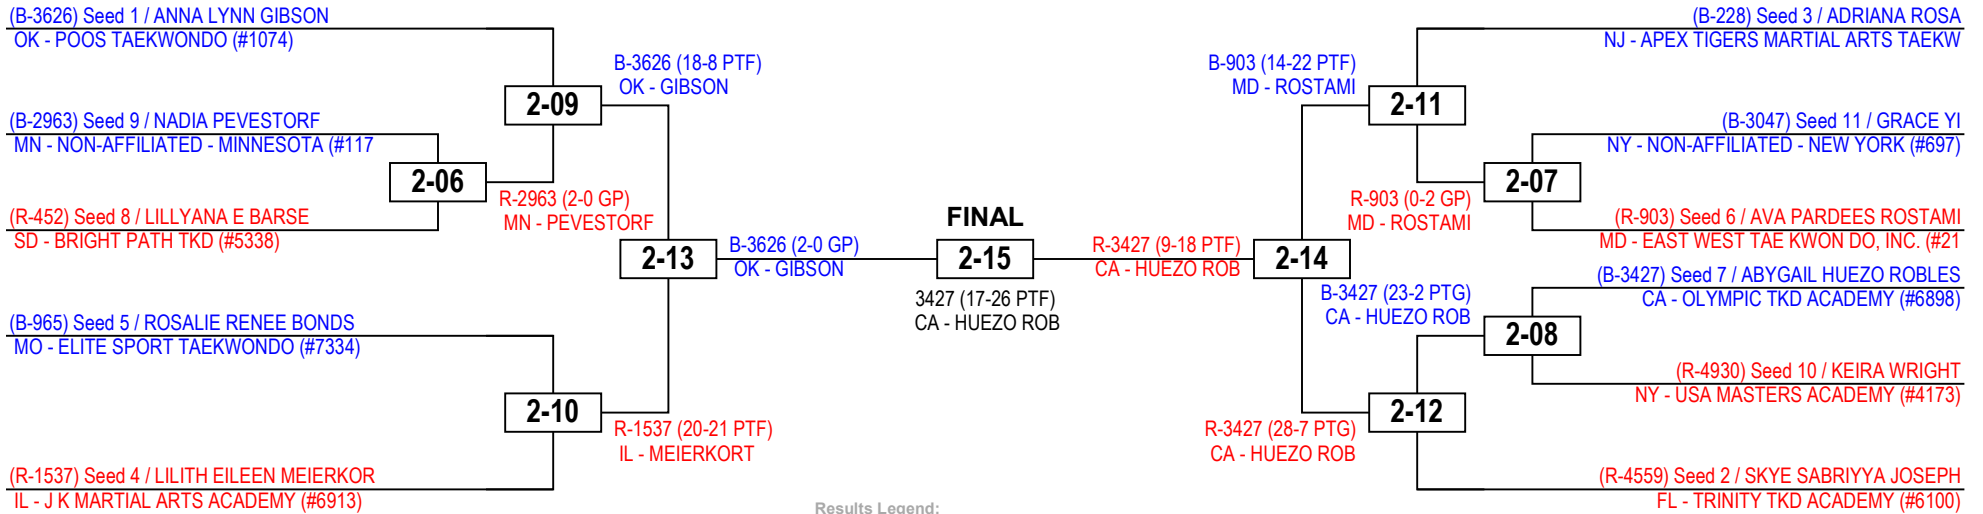 (B-3626) Seed 1 / ANNA LYNN GIBSON
OK - POOS TAEKWONDO (#1074)
(B-2963) Seed 9 / NADIA PEVESTORF
MN - NON-AFFILIATED - MINNESOTA (#117
(R-452) Seed 8 / LILLYANA E BARSE
SD - BRIGHT PATH TKD (#5338)
(B-965) Seed 5 / ROSALIE RENEE BONDS
MO - ELITE SPORT TAEKWONDO (#7334)
(R-1537) Seed 4 / LILITH EILEEN MEIERKOR
IL - J K MARTIAL ARTS ACADEMY (#6913)
2-06
2-09
2-10
R-2963 (2-0 GP)
MN - PEVESTORF
B-3626 (18-8 PTF)
OK - GIBSON
R-1537 (20-21 PTF)
IL - MEIERKORT
2-13
B-3626 (2-0 GP)
OK - GIBSON
FINAL
2-15
3427 (17-26 PTF)
CA - HUEZO ROB
R-3427 (9-18 PTF)
CA - HUEZO ROB
2-14
B-903 (14-22 PTF)
MD - ROSTAMI
R-3427 (28-7 PTG)
CA - HUEZO ROB
2-11
2-12
R-903 (0-2 GP)
MD - ROSTAMI
B-3427 (23-2 PTG)
CA - HUEZO ROB
2-07
2-08
(B-228) Seed 3 / ADRIANA ROSA
NJ - APEX TIGERS MARTIAL ARTS TAEKW
(B-3047) Seed 11 / GRACE YI
NY - NON-AFFILIATED - NEW YORK (#697)
(R-903) Seed 6 / AVA PARDEES ROSTAMI
MD - EAST WEST TAE KWON DO, INC. (#21
(B-3427) Seed 7 / ABYGAIL HUEZO ROBLES
CA - OLYMPIC TKD ACADEMY (#6898)
(R-4930) Seed 10 / KEIRA WRIGHT
NY - USA MASTERS ACADEMY (#4173)
(R-4559) Seed 2 / SKYE SABRIYYA JOSEPH
FL - TRINITY TKD ACADEMY (#6100)
Results Legend: